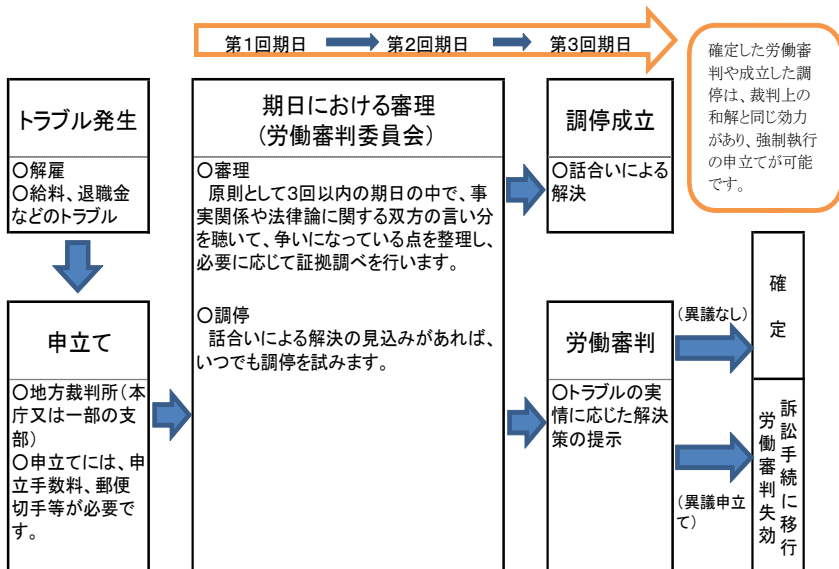 第1回期日 第2回期日 第3回期日
確定した労働審
判や成立した調
停は、裁判上の
和解と同じ効力
があり、強制執行
の申立てが可能
です。
トラブル発生
○解雇
○給料、退職金
などのトラブル
申立て
○地方裁判所(本
庁又は一部の支
部)
○申立てには、申
立手数料、郵便
切手等が必要で
す。
期日における審理
(労働審判委員会)
○審理
原則として3回以内の期日の中で、事
実関係や法律論に関する双方の言い分
を聴いて、争いになっている点を整理し、
必要に応じて証拠調べを行います。
○調停
話合いによる解決の見込みがあれば、
いつでも調停を試みます。
調停成立
○話合いによる
解決
労働審判
○トラブルの実
情に応じた解決
策の提示
(異議なし)
確定
(異議申立
て)
訴訟手続に移行
労働審判失効